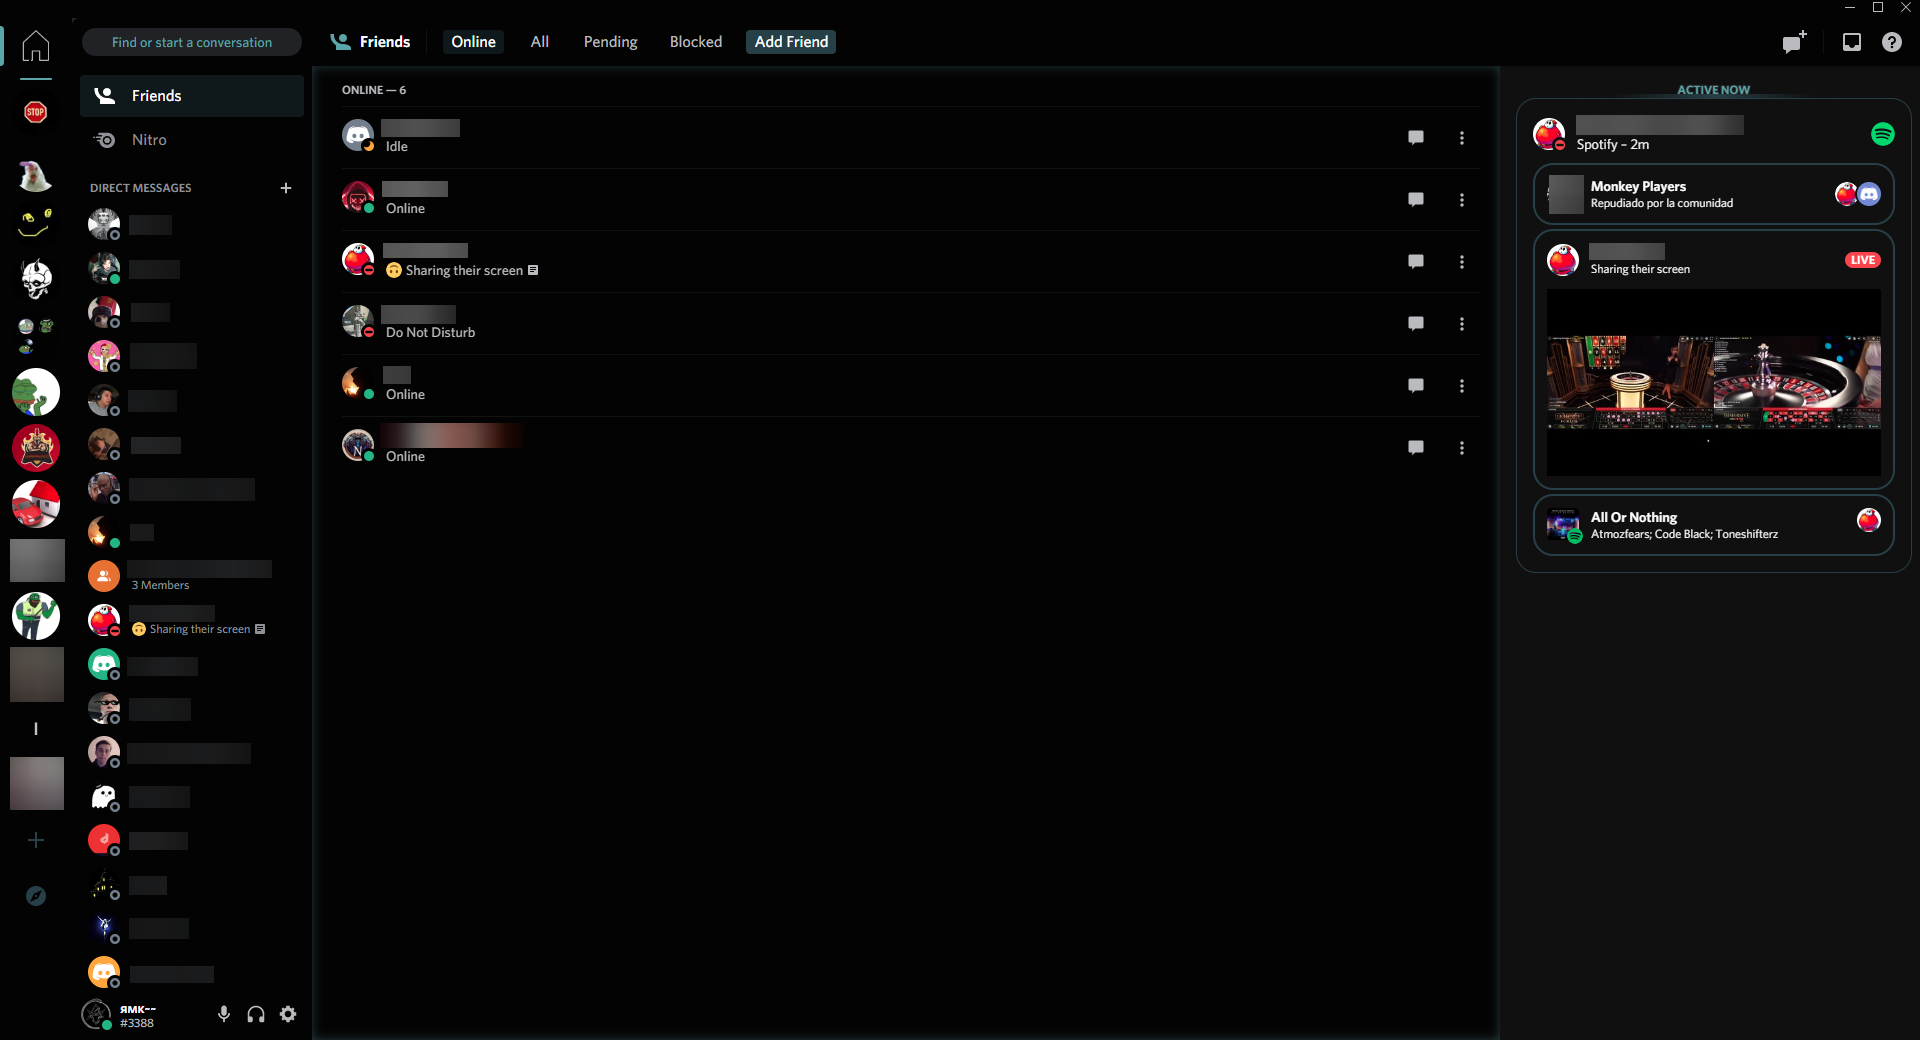 Find or start a conversation
Friends
Online
All
Pending
Blocked
Add Friend
STOP
Friends
Nitro
DIRECT MESSAGES
3 Members
Sharing their screen
ЯMK~~
#3388
ONLINE — 6
Idle
Online
Sharing their screen
Do Not Disturb
Online
N
Online
ACTIVE NOW
Spotify – 2m
Monkey Players
Repudiado por la comunidad
Sharing their screen
LIVE
All Or Nothing
Atmozfears; Code Black; Toneshifterz
I